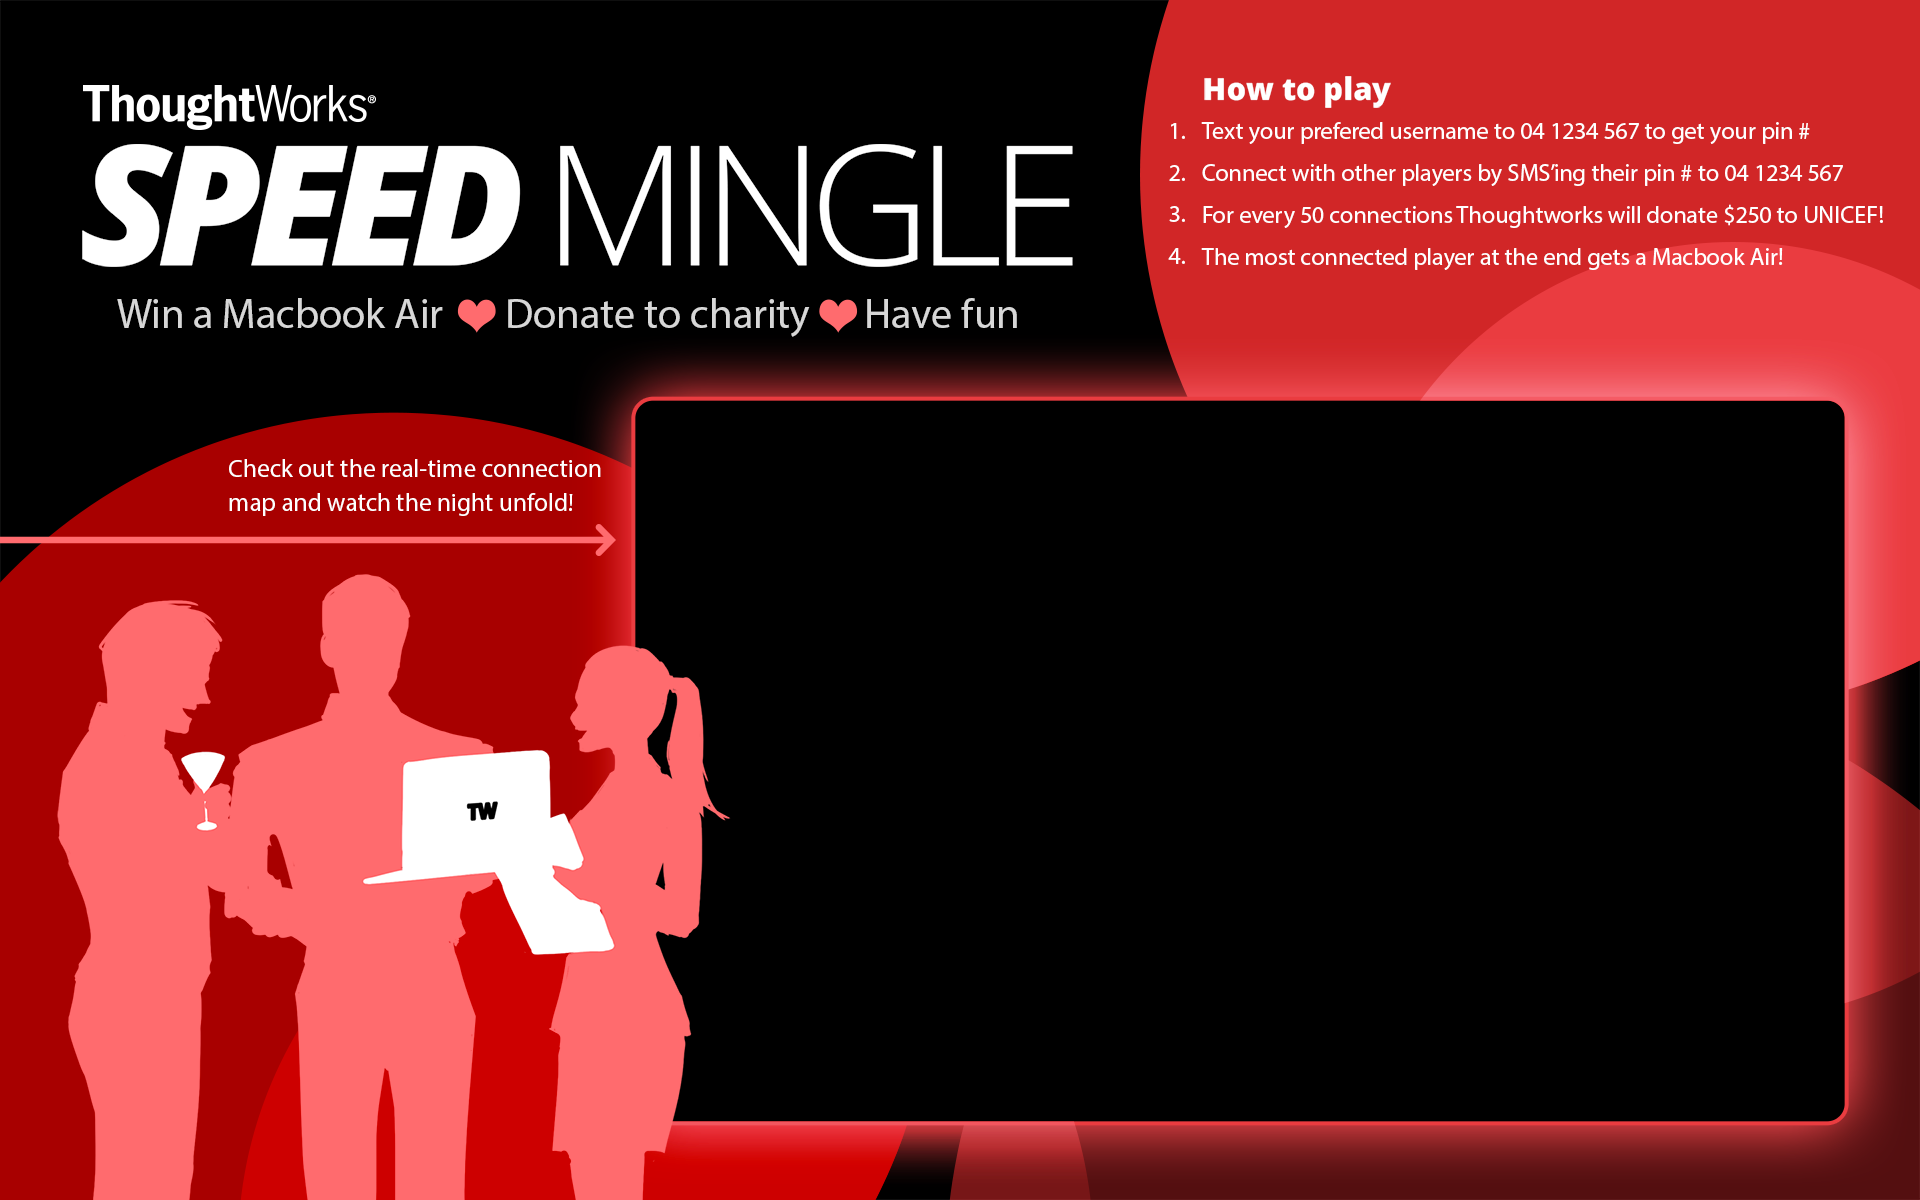 ThoughtWorks®
SPEED MINGLE
Win a Macbook Air ❤ Donate to charity ❤ Have fun
How to play
1. Text your prefered username to 04 1234 567 to get your pin #
2. Connect with other players by SMS'ing their pin # to 04 1234 567
3. For every 50 connections Thoughtworks will donate $250 to UNICEF!
4. The most connected player at the end gets a Macbook Air!
Check out the real-time connection
map and watch the night unfold!
TW